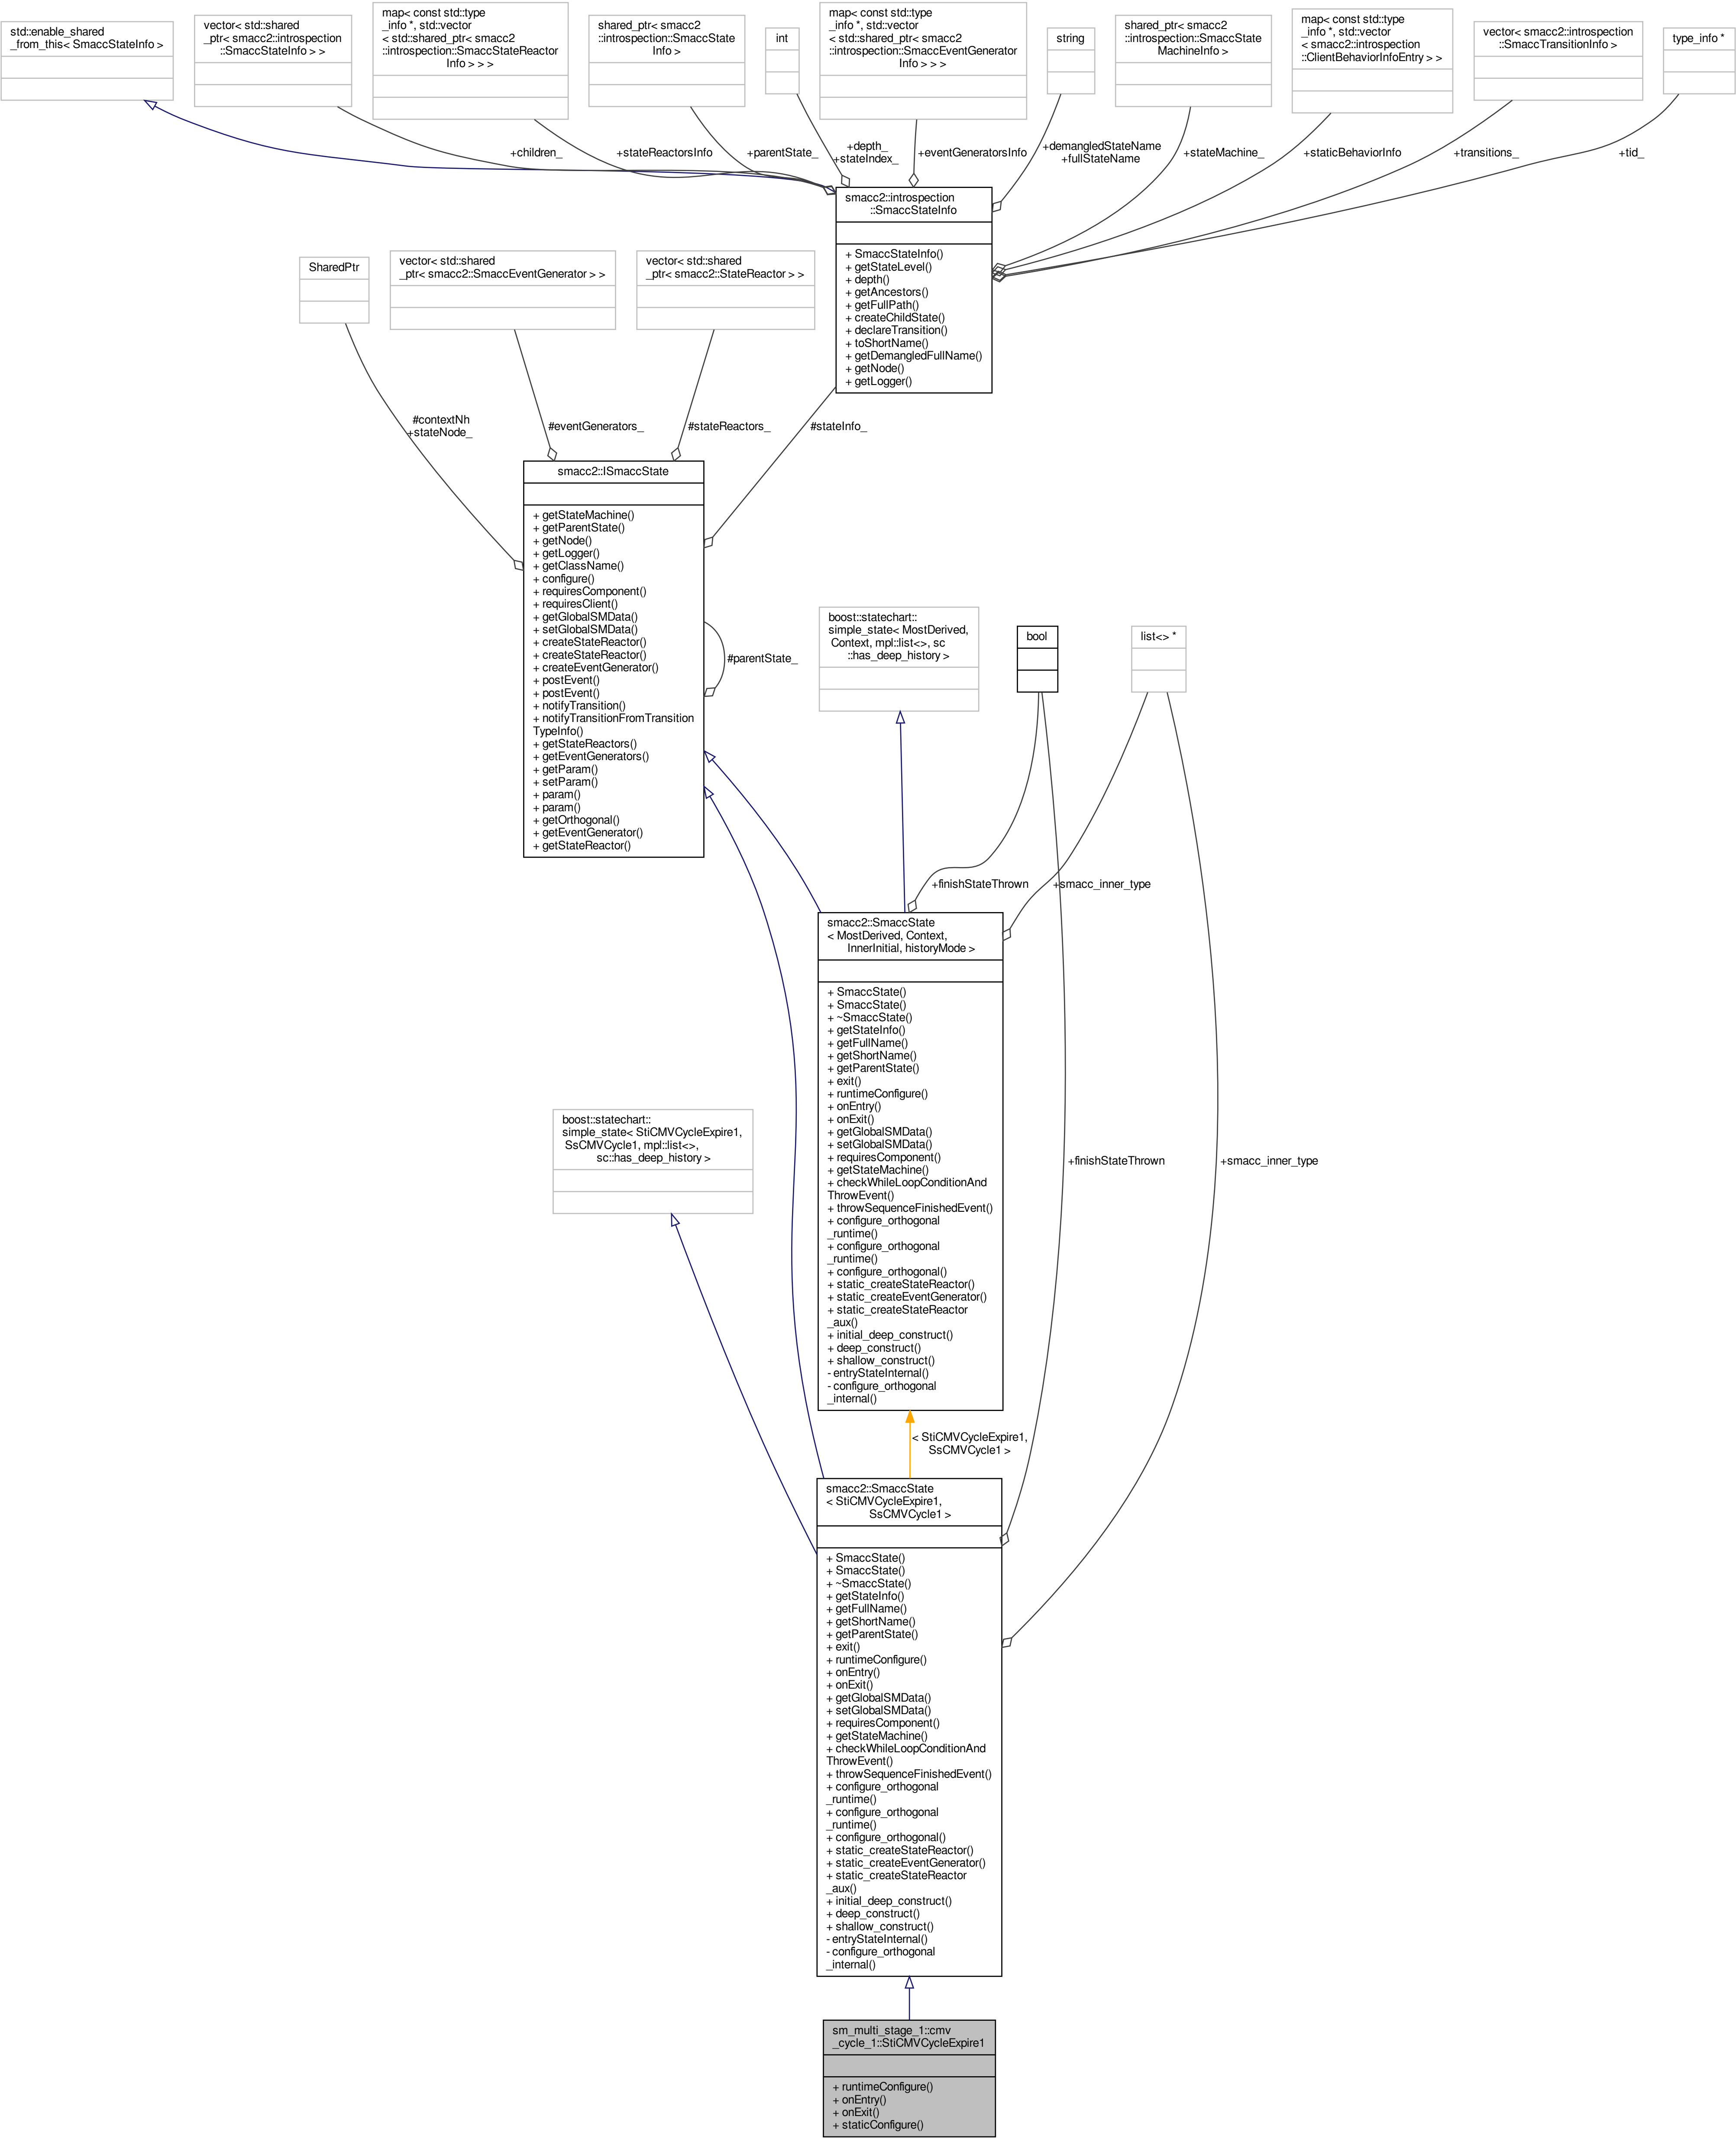 std::enable_shared
_from_this< SmaccStateInfo >
vector< std::shared
_ptr< smacc2::introspection
::SmaccStateInfo > >
map< const std::type
_info *, std::vector
< std::shared_ptr< smacc2
::introspection::SmaccStateReactor
Info > > >
shared_ptr< smacc2
::introspection::SmaccState
Info >
int
map< const std::type
_info *, std::vector
< std::shared_ptr< smacc2
::introspection::SmaccEventGenerator
Info > > >
string
shared_ptr< smacc2
::introspection::SmaccState
MachineInfo >
map< const std::type
_info *, std::vector
< smacc2::introspection
::ClientBehaviorInfoEntry > >
vector< smacc2::introspection
::SmaccTransitionInfo >
type_info *
+children_
+stateReactorsInfo
+parentState_
+depth_
+stateIndex_
+eventGeneratorsInfo
+demangledStateName
+fullStateName
+stateMachine_
+staticBehaviorInfo
+transitions_
+tid_
smacc2::introspection
::SmaccStateInfo
+ SmaccStateInfo()
+ getStateLevel()
+ depth()
+ getAncestors()
+ getFullPath()
+ createChildState()
+ declareTransition()
+ toShortName()
+ getDemangledFullName()
+ getNode()
+ getLogger()
SharedPtr
vector< std::shared
_ptr< smacc2::SmaccEventGenerator > >
vector< std::shared
_ptr< smacc2::StateReactor > >
#contextNh
+stateNode_
#eventGenerators_
#stateReactors_
#stateInfo_
smacc2::ISmaccState
+ getStateMachine()
+ getParentState()
+ getNode()
+ getLogger()
+ getClassName()
+ configure()
+ requiresComponent()
+ requiresClient()
+ getGlobalSMData()
+ setGlobalSMData()
+ createStateReactor()
+ createStateReactor()
+ createEventGenerator()
+ postEvent()
+ postEvent()
+ notifyTransition()
+ notifyTransitionFromTransition
TypeInfo()
+ getStateReactors()
+ getEventGenerators()
+ getParam()
+ setParam()
+ param()
+ param()
+ getOrthogonal()
+ getEventGenerator()
+ getStateReactor()
#parentState_
boost::statechart::
simple_state< MostDerived,
Context, mpl::list<>, sc
::has_deep_history >
bool
list<> *
+finishStateThrown
+smacc_inner_type
smacc2::SmaccState
< MostDerived, Context,
InnerInitial, historyMode >
+ SmaccState()
+ SmaccState()
+ ~SmaccState()
+ getStateInfo()
+ getFullName()
+ getShortName()
+ getParentState()
+ exit()
+ runtimeConfigure()
+ onEntry()
+ onExit()
+ getGlobalSMData()
+ setGlobalSMData()
+ requiresComponent()
+ getStateMachine()
+ checkWhileLoopConditionAnd
ThrowEvent()
+ throwSequenceFinishedEvent()
+ configure_orthogonal
_runtime()
+ configure_orthogonal
_runtime()
+ configure_orthogonal()
+ static_createStateReactor()
+ static_createEventGenerator()
+ static_createStateReactor
_aux()
+ initial_deep_construct()
+ deep_construct()
+ shallow_construct()
- entryStateInternal()
- configure_orthogonal
_internal()
boost::statechart::
simple_state< StiCMVCycleExpire1,
SsCMVCycle1, mpl::list<>,
sc::has_deep_history >
+finishStateThrown
+smacc_inner_type
< StiCMVCycleExpire1,
SsCMVCycle1 >
smacc2::SmaccState
< StiCMVCycleExpire1,
SsCMVCycle1 >
+ SmaccState()
+ SmaccState()
+ ~SmaccState()
+ getStateInfo()
+ getFullName()
+ getShortName()
+ getParentState()
+ exit()
+ runtimeConfigure()
+ onEntry()
+ onExit()
+ getGlobalSMData()
+ setGlobalSMData()
+ requiresComponent()
+ getStateMachine()
+ checkWhileLoopConditionAnd
ThrowEvent()
+ throwSequenceFinishedEvent()
+ configure_orthogonal
_runtime()
+ configure_orthogonal
_runtime()
+ configure_orthogonal()
+ static_createStateReactor()
+ static_createEventGenerator()
+ static_createStateReactor
_aux()
+ initial_deep_construct()
+ deep_construct()
+ shallow_construct()
- entryStateInternal()
- configure_orthogonal
_internal()
sm_multi_stage_1::cmv
_cycle_1::StiCMVCycleExpire1
+ runtimeConfigure()
+ onEntry()
+ onExit()
+ staticConfigure()